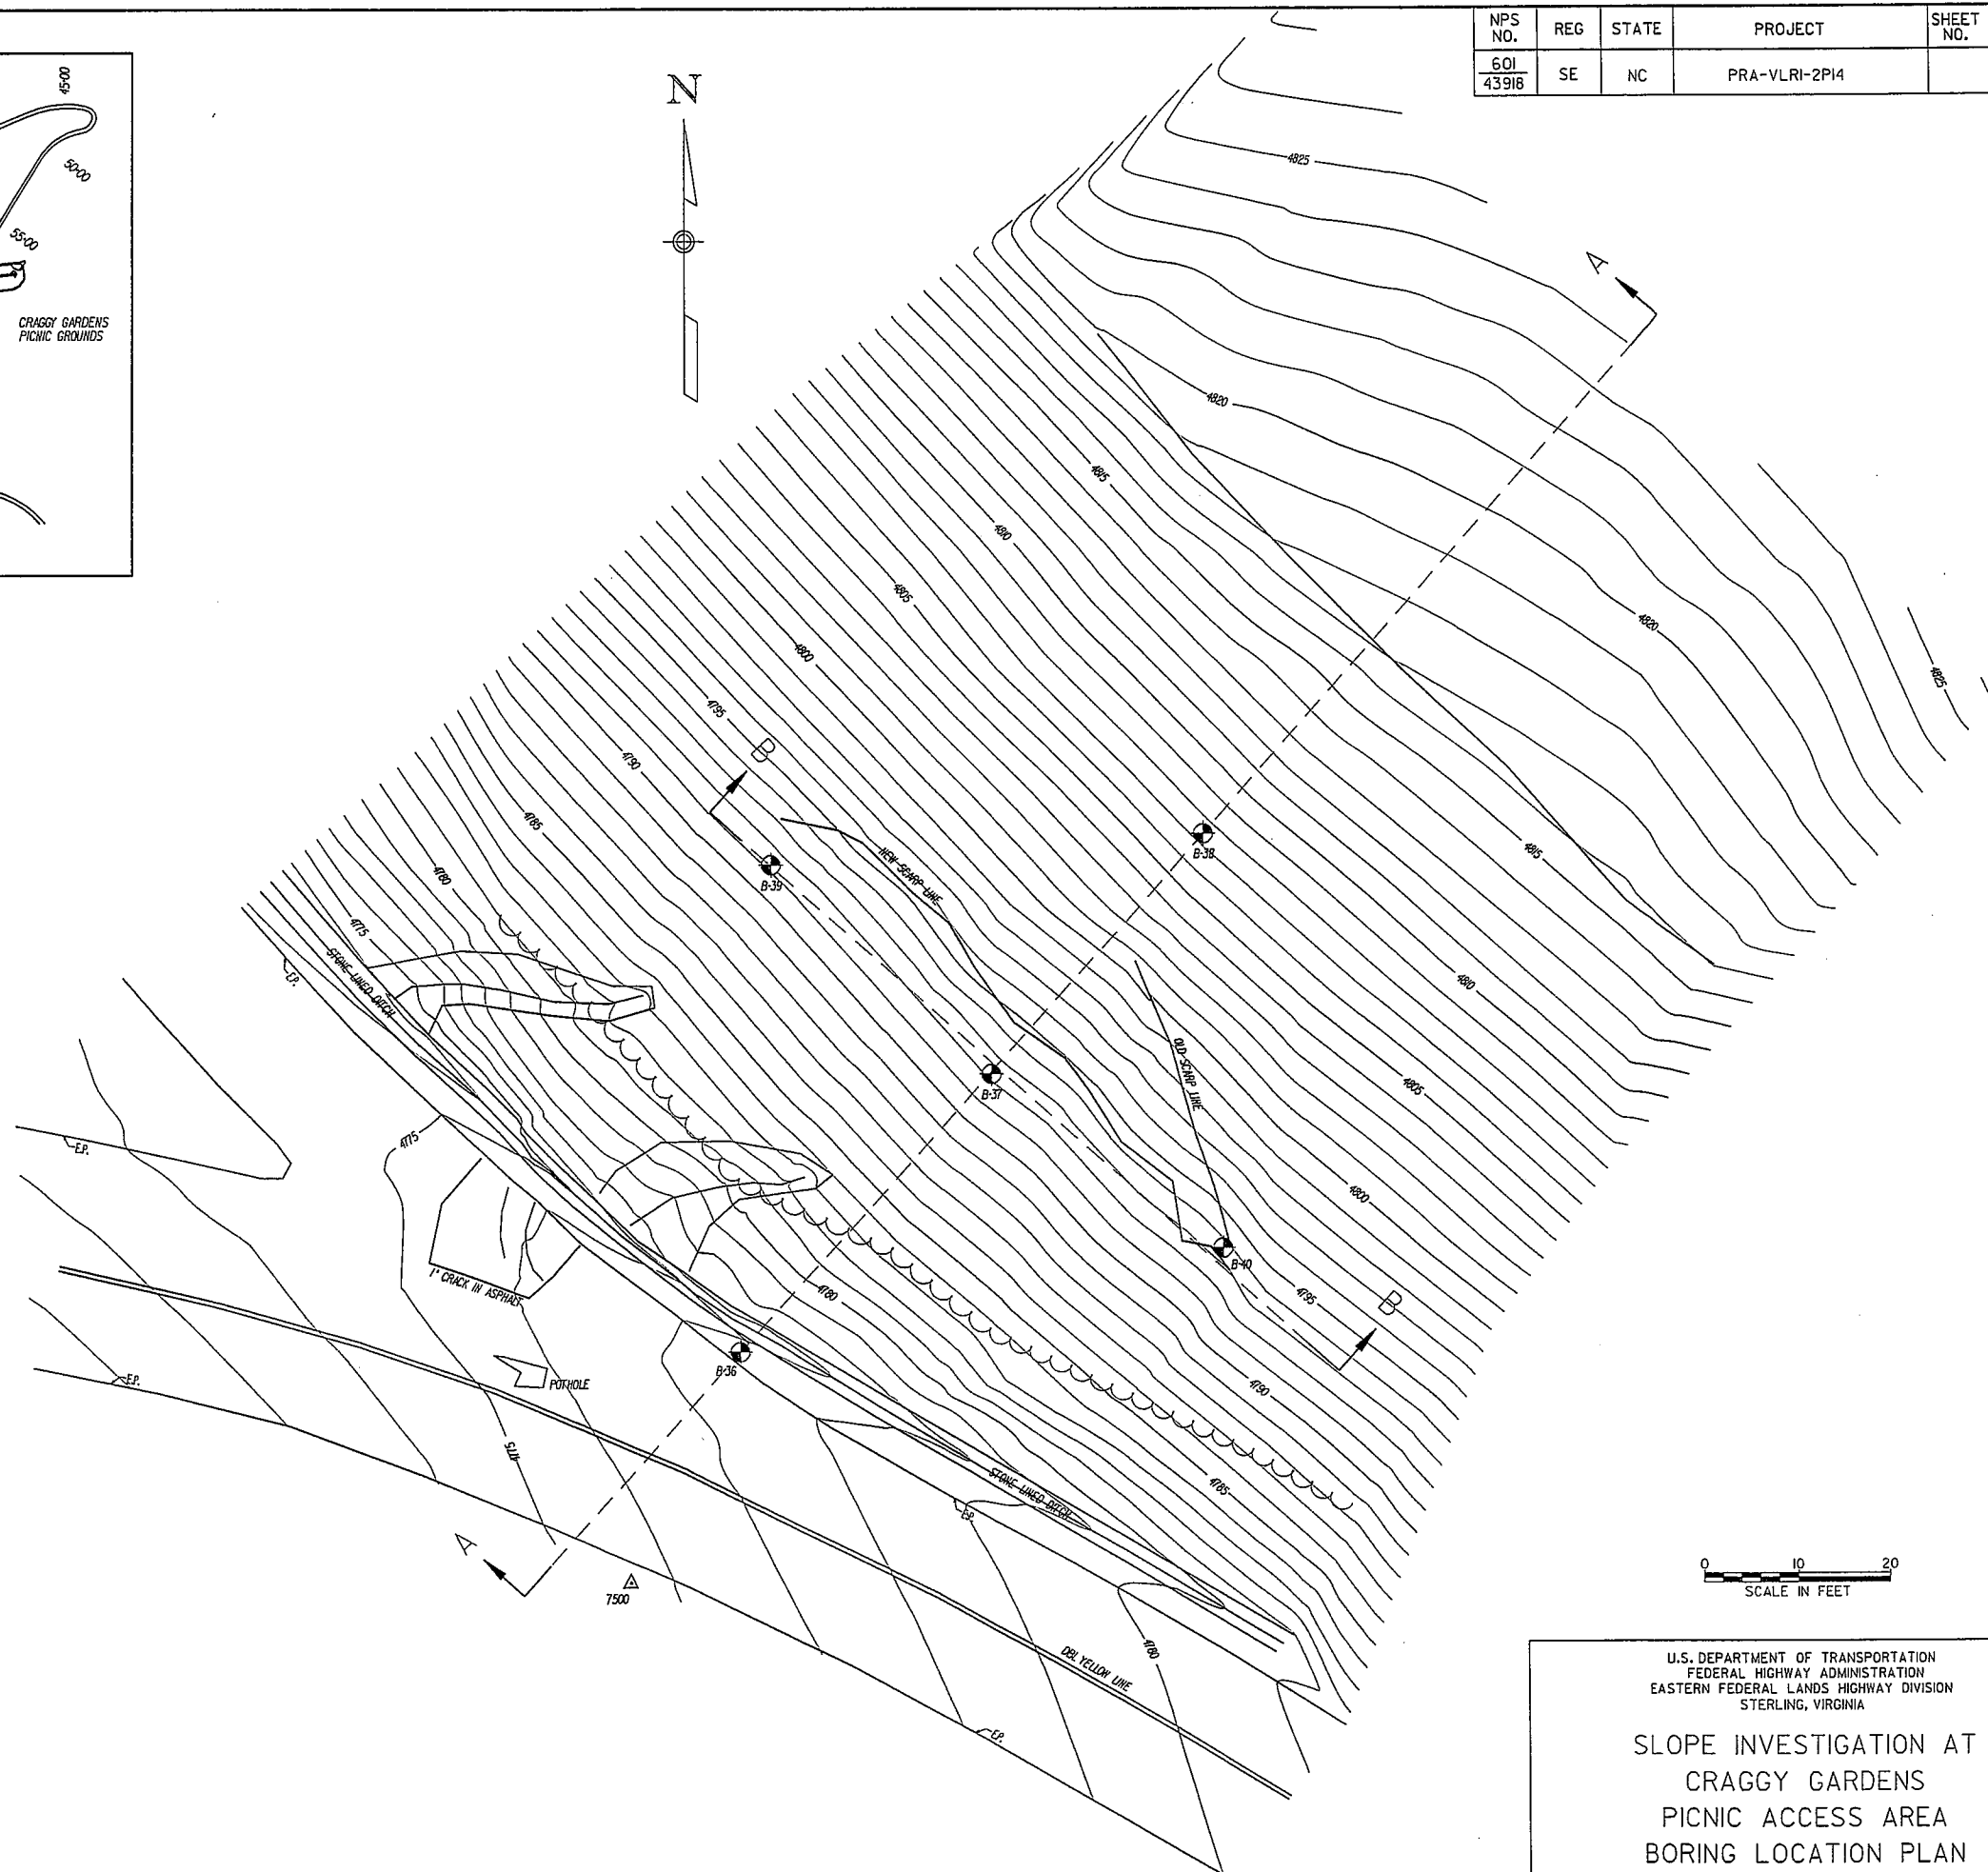 NPS NO. REG STATE PROJECT SHEET NO.
601 43918 SE NC PRA-VLRI-2P14
45+00
50+00
55+00
CRAGGY GARDENS
PICNIC GROUNDS
N
A
4825
4820
4815
4810
4805
4800
4795
4790
4785
4780
4775
4820
4825
B
B-39
NEW SCARP LINE
B-38
4815
STONE LINED DITCH
E.P.
4810
OLD SCARP LINE
B-37
4805
E.P.
4775
4800
1" CRACK IN ASPHALT
B-40
4795
B
4780
B-36
POTHOLE
E.P.
4790
4775
4785
STONE LINED DITCH
E.P.
A
7500
0 10 20
SCALE IN FEET
4780
DBL YELLOW LINE
E.P.
U.S. DEPARTMENT OF TRANSPORTATION
FEDERAL HIGHWAY ADMINISTRATION
EASTERN FEDERAL LANDS HIGHWAY DIVISION
STERLING, VIRGINIA
SLOPE INVESTIGATION AT
CRAGGY GARDENS
PICNIC ACCESS AREA
BORING LOCATION PLAN